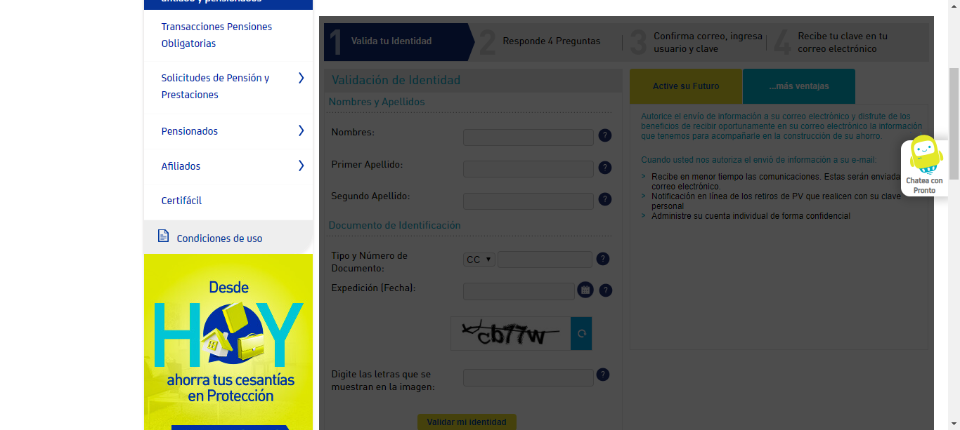 afiliados y pensionados
Transacciones Pensiones
Obligatorias
Solicitudes de Pensión y
Prestaciones
Pensionados
Afiliados
Certifácil
Condiciones de uso
Desde
HOY
ahorra tus cesantías
en Protección
1 Valida tu Identidad
2 Responde 4 Preguntas
3 Confirma correo, ingresa
usuario y clave
4 Recibe tu clave en tu
correo electrónico
Validación de Identidad
Nombres y Apellidos
Nombres:
?
Primer Apellido:
?
Segundo Apellido:
?
Documento de Identificación
Tipo y Número de
Documento:
CC
?
Expedición (Fecha):
?
cb77w
Digite las letras que se
muestran en la imagen:
?
Validar mi Identidad
Active su Futuro
...más ventajas
Autorice el envío de información a su correo electrónico y disfrute de los
beneficios de recibir oportunamente en su correo electrónico la información
que tenemos para acompañarle en la construcción de su ahorro.
Cuando usted nos autoriza el envió de información a su e-mail:
Recibe en menor tiempo las comunicaciones. Estas serán enviada
correo electrónico
Notificación en línea de los retiros de PV que realicen con su clave
personal
Administre su cuenta individual de forma confidencial
Chatea con
Pronto